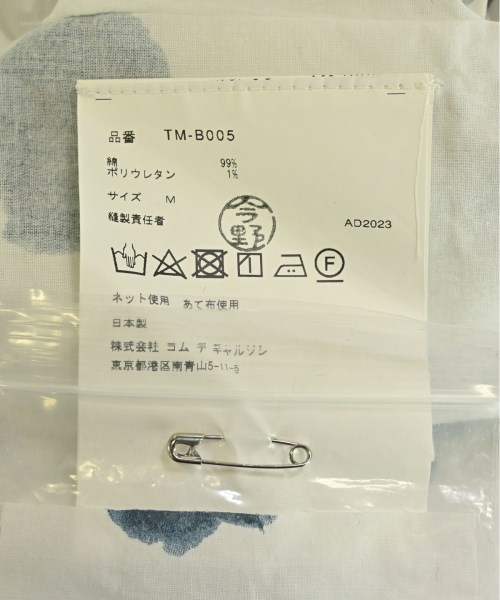 品番 TM-B005
綿 99%
ポリウレタン 1%
サイズ M
縫製責任者
今野
AD2023
F
ネット使用 あて布使用
日本製
株式会社 コム デ ギャルソン
東京都港区南青山5-11-5